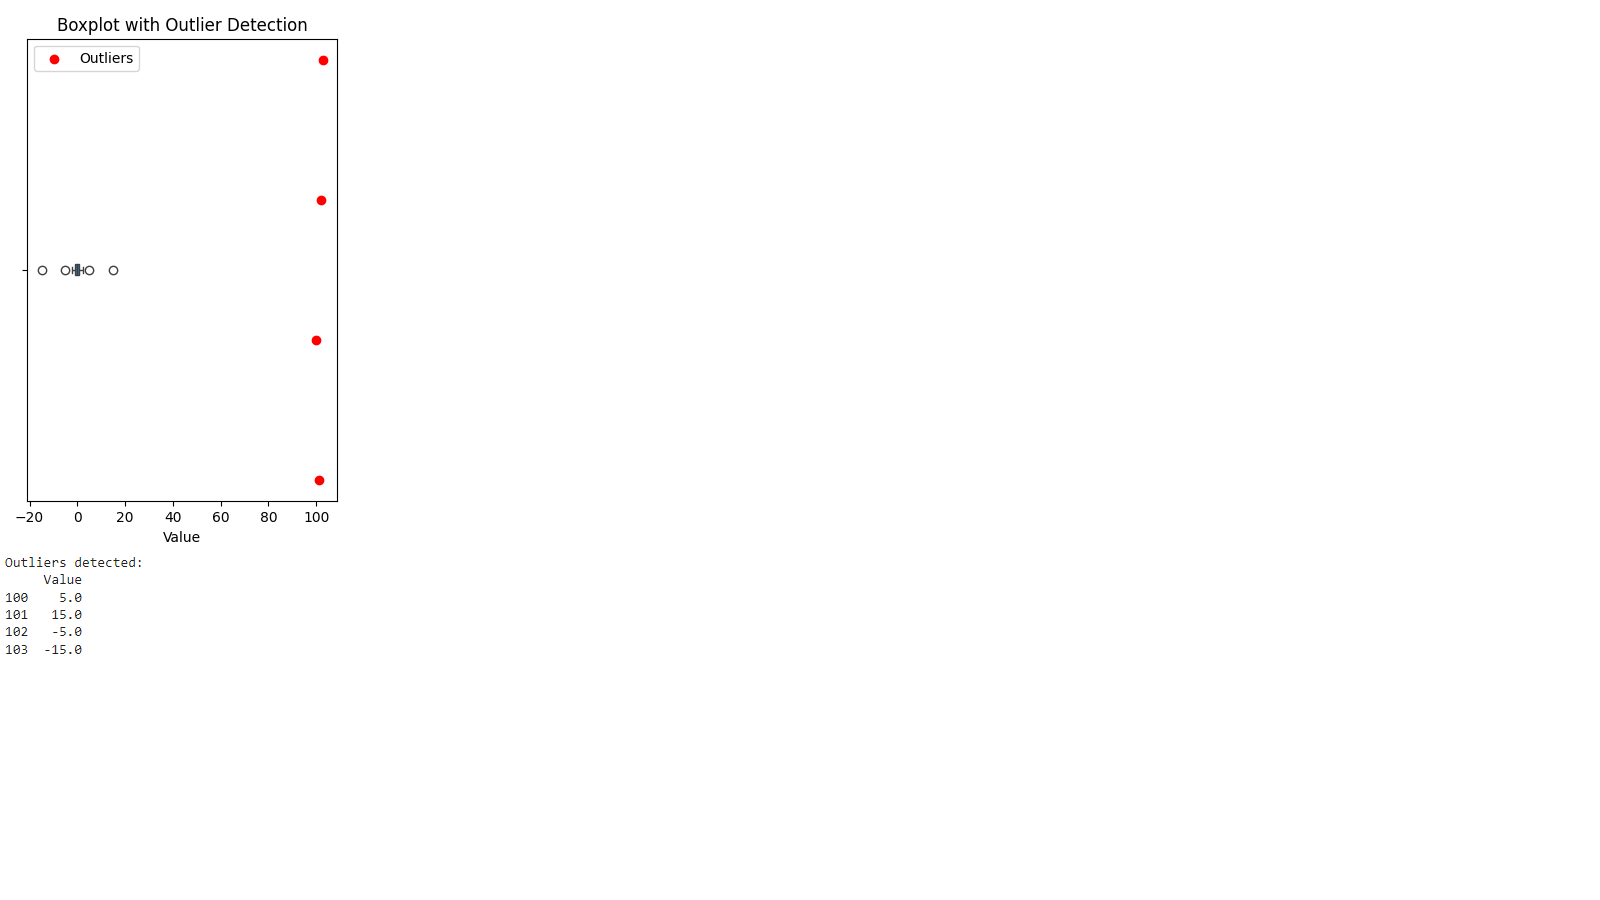 Boxplot with Outlier Detection
Outliers
−20 0 20 40 60 80 100
Value
Outliers detected:
Value
100 5.0
101 15.0
102 -5.0
103 -15.0